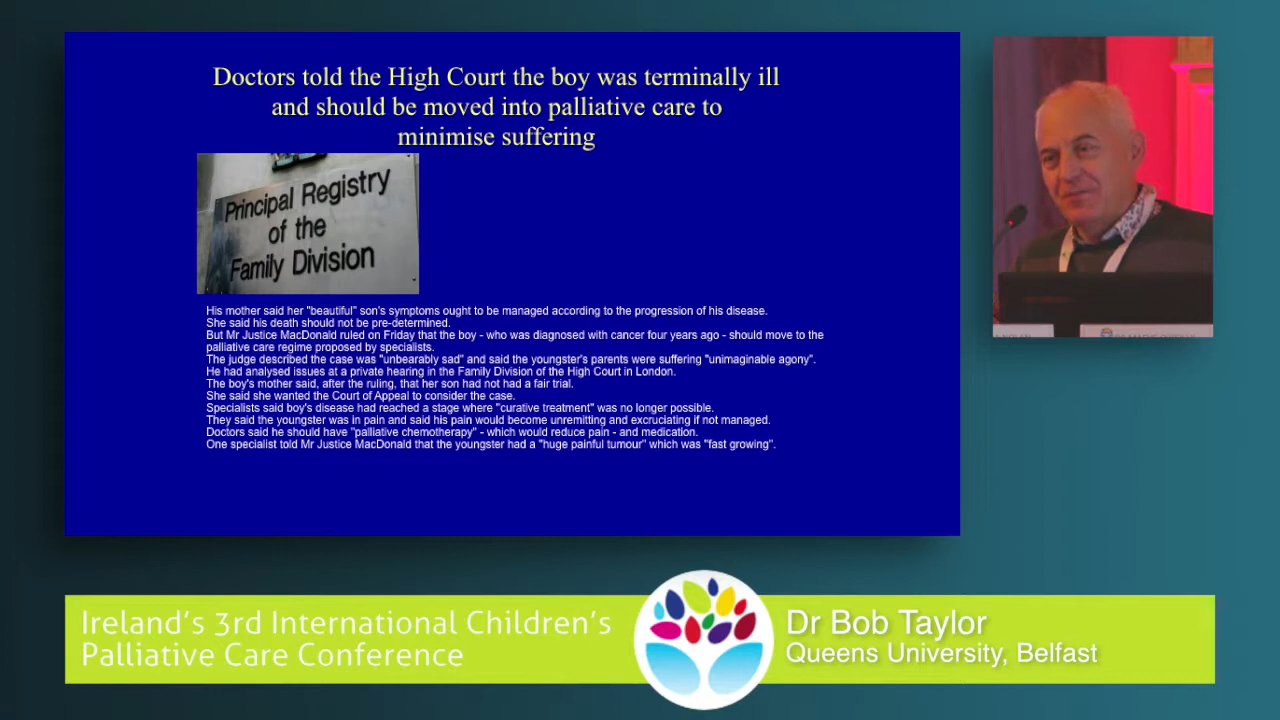 Doctors told the High Court the boy was terminally ill
and should be moved into palliative care to
minimise suffering
Principal Registry
of the
Family Division
His mother said her "beautiful" son's symptoms ought to be managed according to the progression of his disease.
She said his death should not be pre-determined.
But Mr Justice MacDonald ruled on Friday that the boy - who was diagnosed with cancer four years ago - should move to the
palliative care regime proposed by specialists.
The judge described the case was "unbearably sad" and said the youngster's parents were suffering "unimaginable agony".
He had analysed issues at a private hearing in the Family Division of the High Court in London.
The boy's mother said, after the ruling, that her son had not had a fair trial.
She said she wanted the Court of Appeal to consider the case.
Specialists said boy's disease had reached a stage where "curative treatment" was no longer possible.
They said the youngster was in pain and said his pain would become unremitting and excruciating if not managed.
Doctors said he should have "palliative chemotherapy" - which would reduce pain - and medication.
One specialist told Mr Justice MacDonald that the youngster had a "huge painful tumour" which was "fast growing".
Ireland's 3rd International Children's
Palliative Care Conference
Dr Bob Taylor
Queens University, Belfast